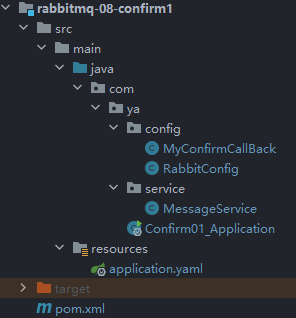 rabbitmq-08-confirm1
src
main
java
com
ya
config
MyConfirmCallBack
RabbitConfig
service
MessageService
Confirm01_Application
resources
application.yaml
target
pom.xml